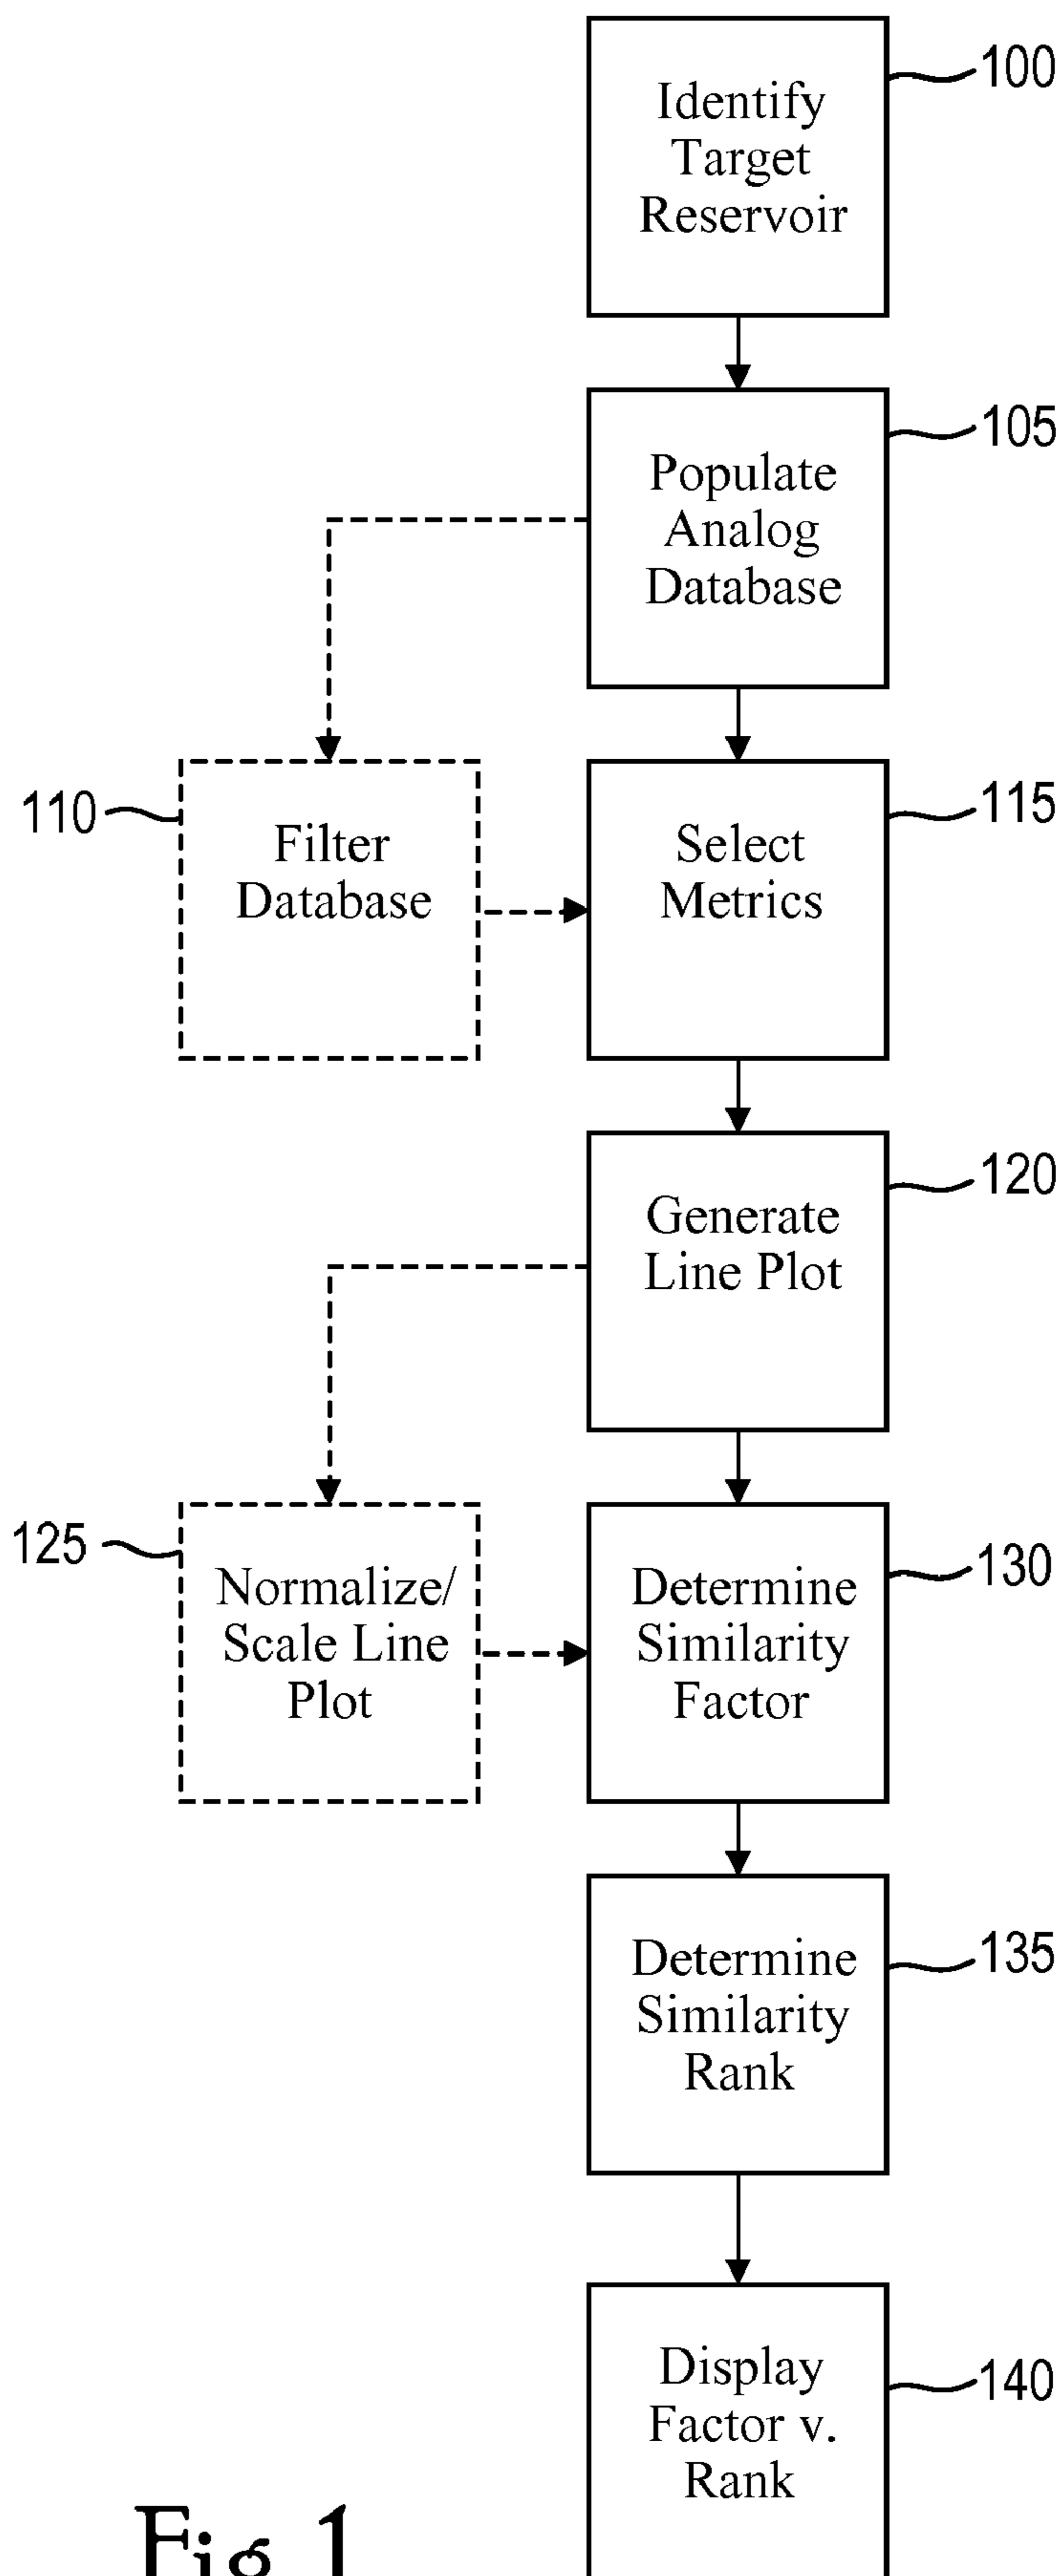 Identify
Target
Reservoir
100
Populate
Analog
Database
105
110
Filter
Database
Select
Metrics
115
Generate
Line Plot
120
125
Normalize/
Scale Line
Plot
Determine
Similarity
Factor
130
Determine
Similarity
Rank
135
Display
Factor v.
Rank
140
Fig 1